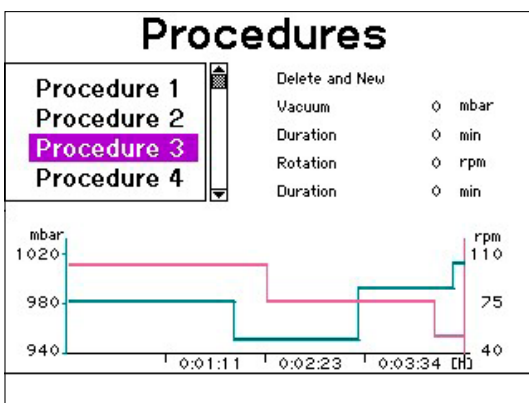 Procedures
Procedure 1
Procedure 2
Procedure 3
Procedure 4
Delete and New
Vacuum 0 mbar
Duration 0 min
Rotation 0 rpm
Duration 0 min
mbar rpm
1020 110
980 75
940 40
0:01:11 0:02:23 0:03:34 [H]